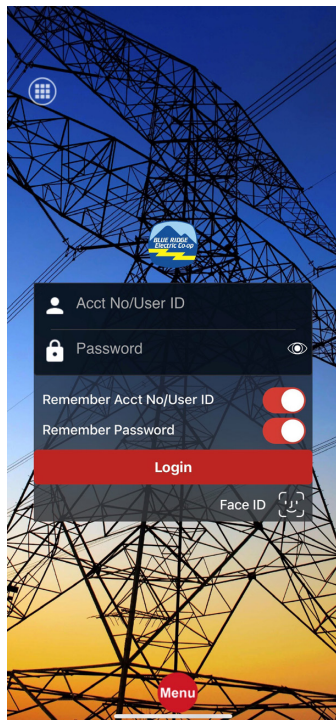 BLUE RIDGE
Electric Co-op
Acct No/User ID
Password
Remember Acct No/User ID
Remember Password
Login
Face ID
Menu